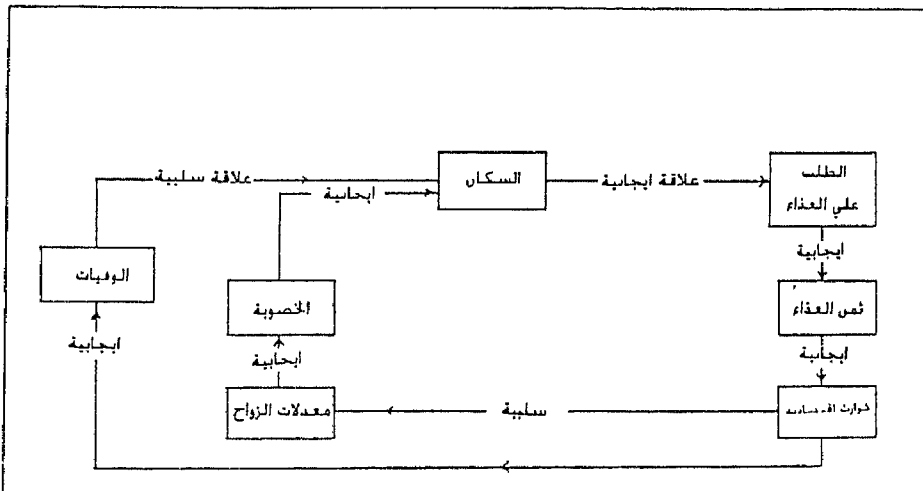 السكان
علاقة ايجابية
الطلب
علي الغذاء
علاقة سلبية
ايجابية
ايجابية
الوفيات
الخصوبة
ثمن الغذاء
ايجابية
ايجابية
ايجابية
معدلات الزواج
سلبية